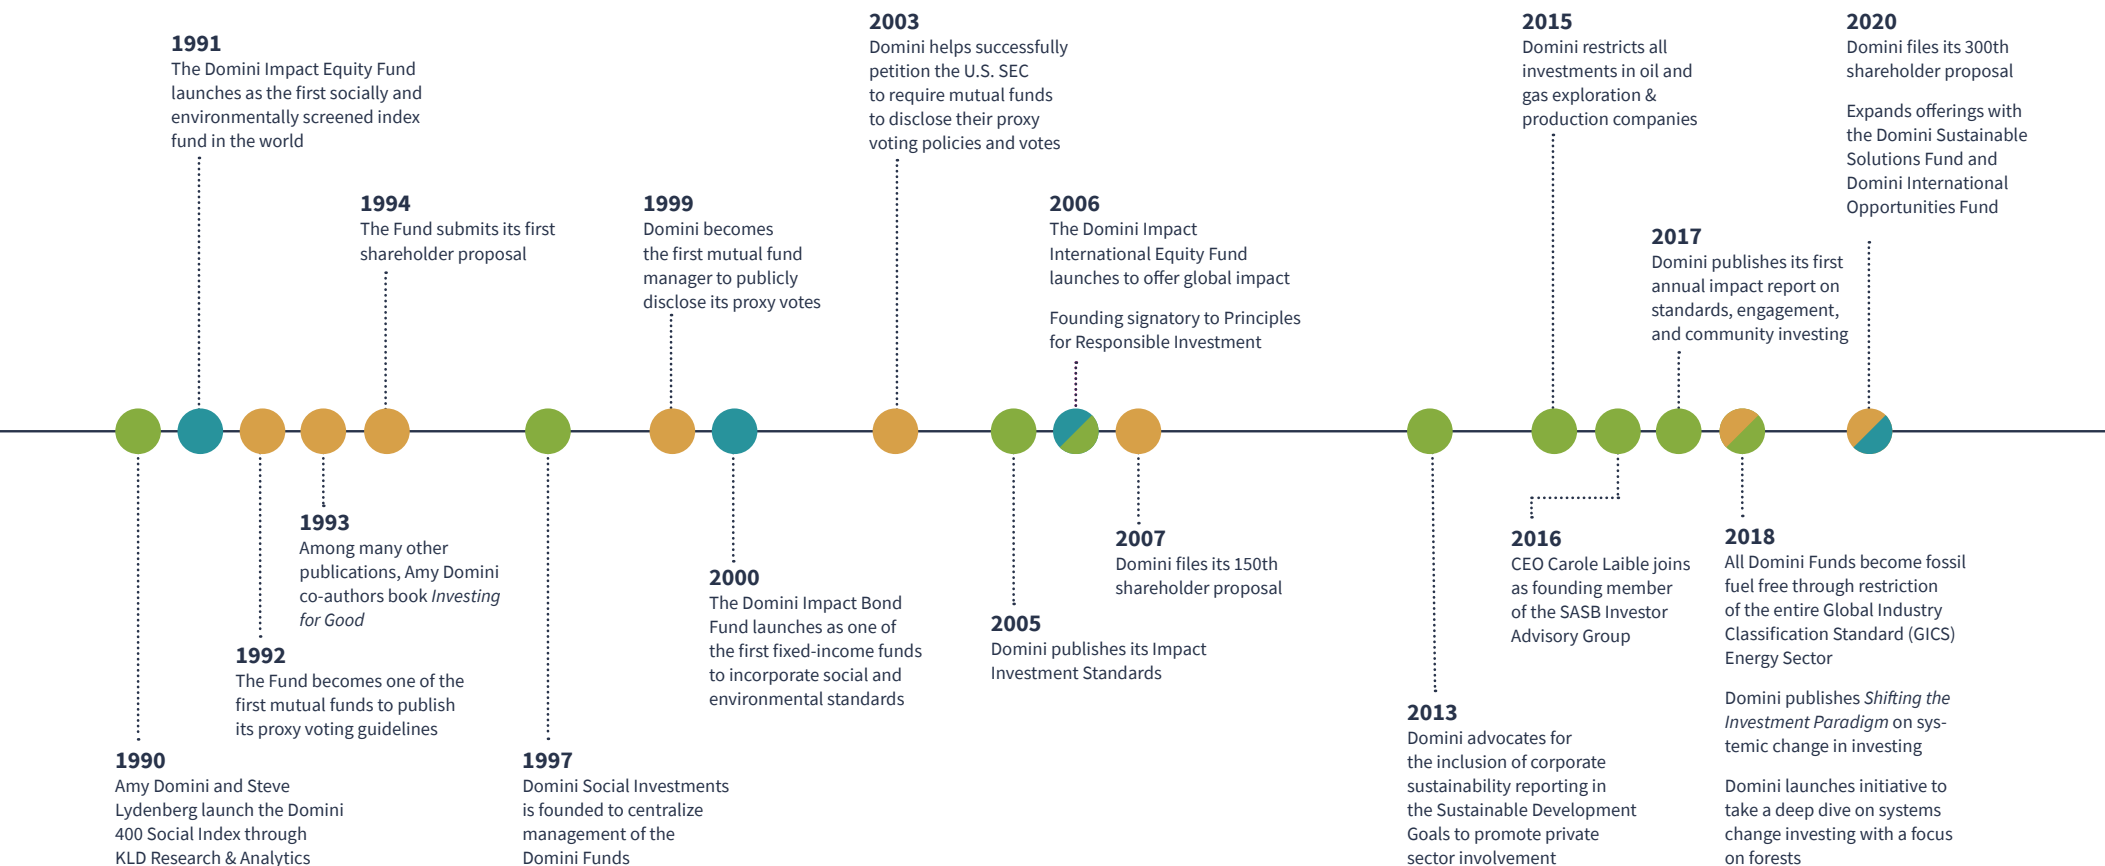 1991
The Domini Impact Equity Fund
launches as the first socially and
environmentally screened index
fund in the world
1994
The Fund submits its first
shareholder proposal
1999
Domini becomes
the first mutual fund
manager to publicly
disclose its proxy votes
2003
Domini helps successfully
petition the U.S. SEC
to require mutual funds
to disclose their proxy
voting policies and votes
2006
The Domini Impact
International Equity Fund
launches to offer global impact
Founding signatory to Principles
for Responsible Investment
2015
Domini restricts all
investments in oil and
gas exploration &
production companies
2017
Domini publishes its first
annual impact report on
standards, engagement,
and community investing
2020
Domini files its 300th
shareholder proposal
Expands offerings with
the Domini Sustainable
Solutions Fund and
Domini International
Opportunities Fund
1990
Amy Domini and Steve
Lydenberg launch the Domini
400 Social Index through
KLD Research & Analytics
1992
The Fund becomes one of the
first mutual funds to publish
its proxy voting guidelines
1993
Among many other
publications, Amy Domini
co-authors book Investing
for Good
1997
Domini Social Investments
is founded to centralize
management of the
Domini Funds
2000
The Domini Impact Bond
Fund launches as one of
the first fixed-income funds
to incorporate social and
environmental standards
2005
Domini publishes its Impact
Investment Standards
2007
Domini files its 150th
shareholder proposal
2013
Domini advocates for
the inclusion of corporate
sustainability reporting in
the Sustainable Development
Goals to promote private
sector involvement
2016
CEO Carole Laible joins
as founding member
of the SASB Investor
Advisory Group
2018
All Domini Funds become fossil
fuel free through restriction
of the entire Global Industry
Classification Standard (GICS)
Energy Sector
Domini publishes Shifting the
Investment Paradigm on sys-
temic change in investing
Domini launches initiative to
take a deep dive on systems
change investing with a focus
on forests